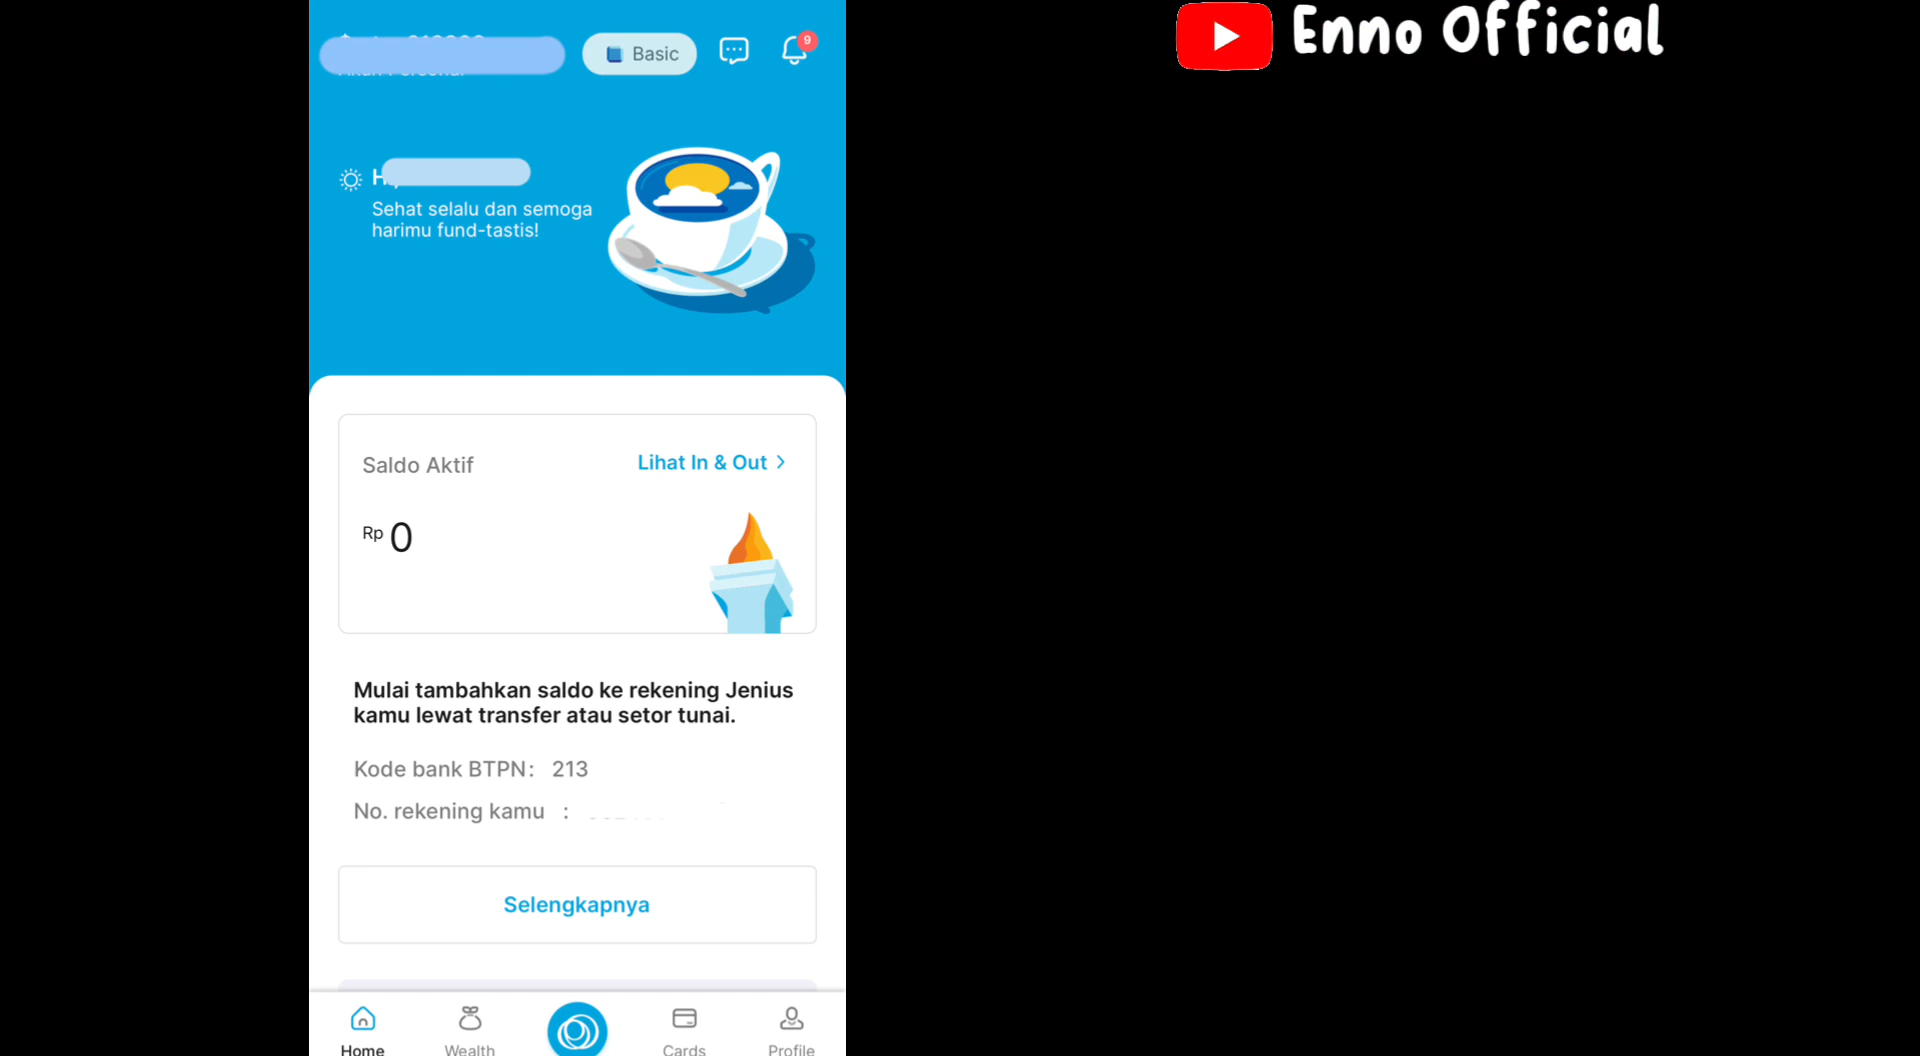 Enno Official
Basic
9
Sehat selalu dan semoga
harimu fund-tastis!
Saldo Aktif
Lihat In & Out
Rp 0
Mulai tambahkan saldo ke rekening Jenius
kamu lewat transfer atau setor tunai.
Kode bank BTPN: 213
No. rekening kamu :
Selengkapnya
Home
Wealth
Cards
Profile